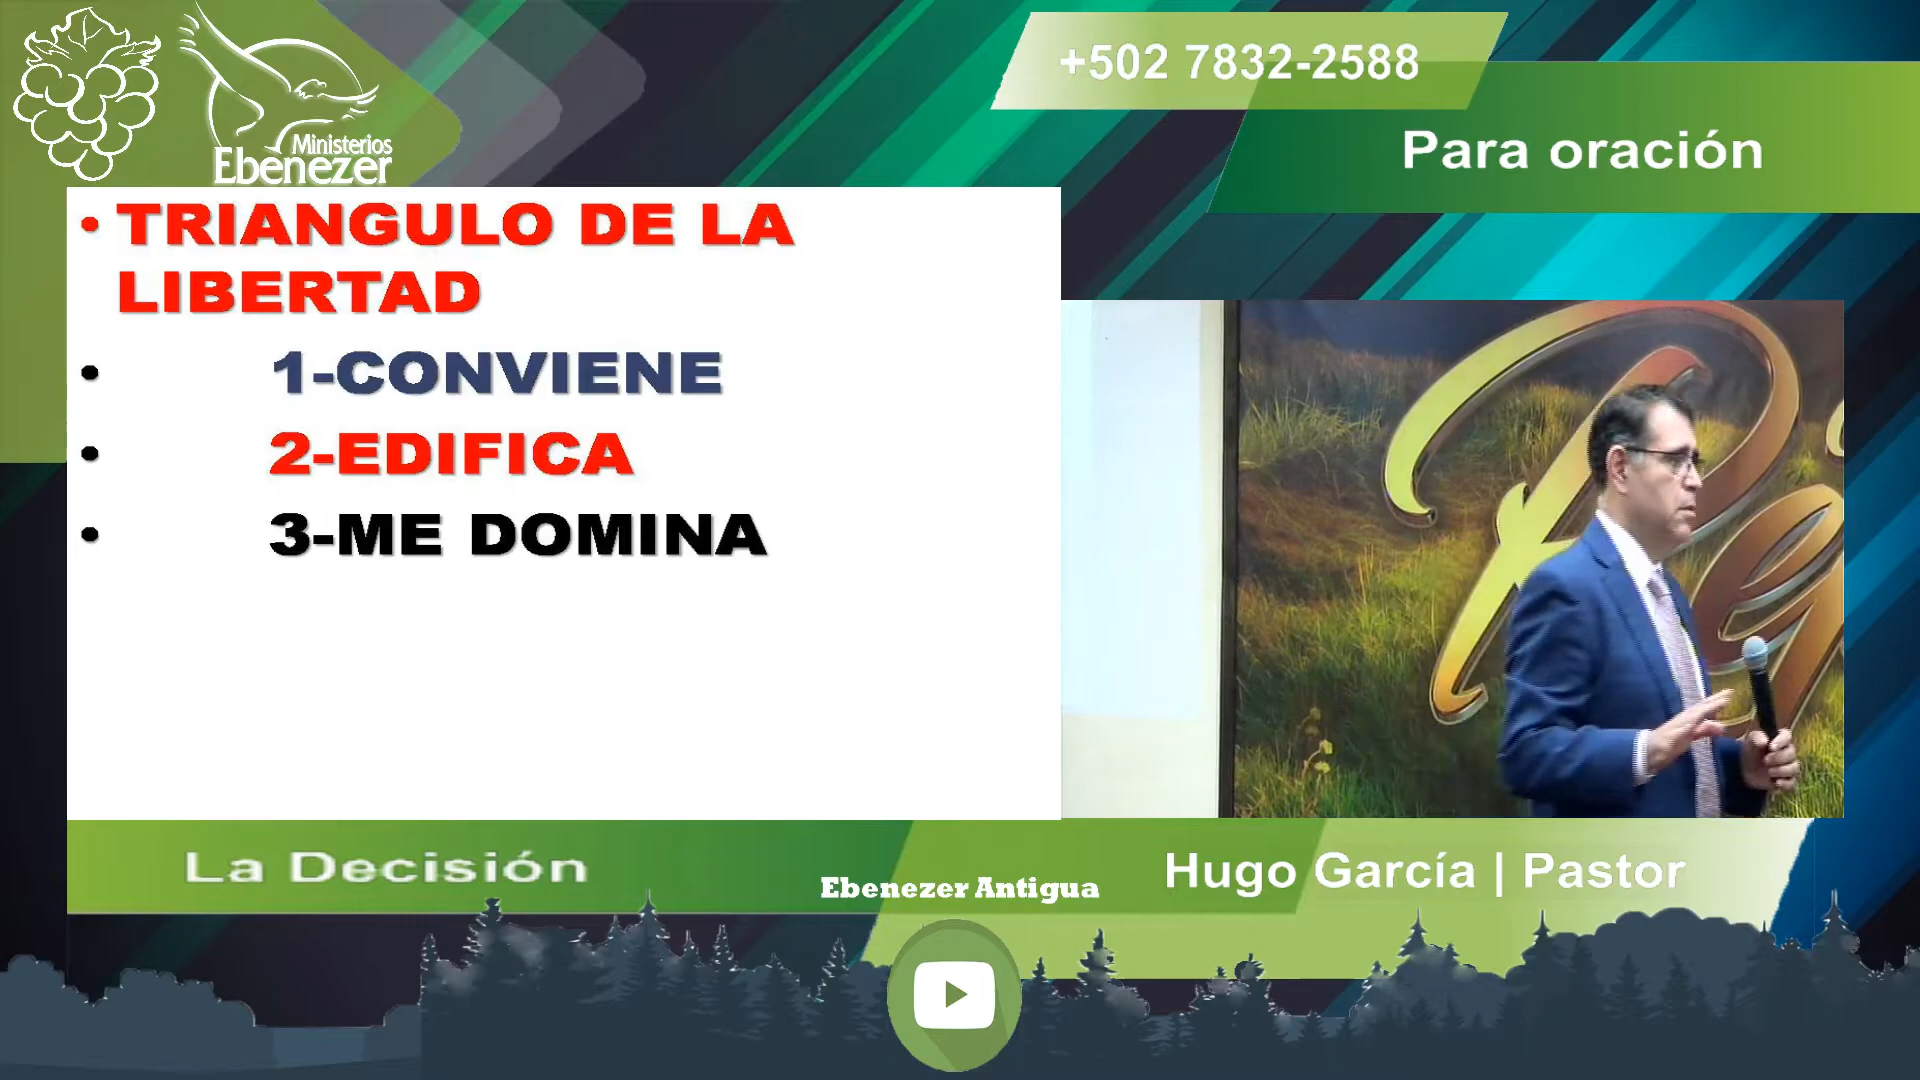 Ministerios
Ebenezer
+502 7832-2588
Para oración
• TRIANGULO DE LA
LIBERTAD
• 1-CONVIENE
• 2-EDIFICA
• 3-ME DOMINA
La Decisión
Ebenezer Antigua
Hugo García | Pastor